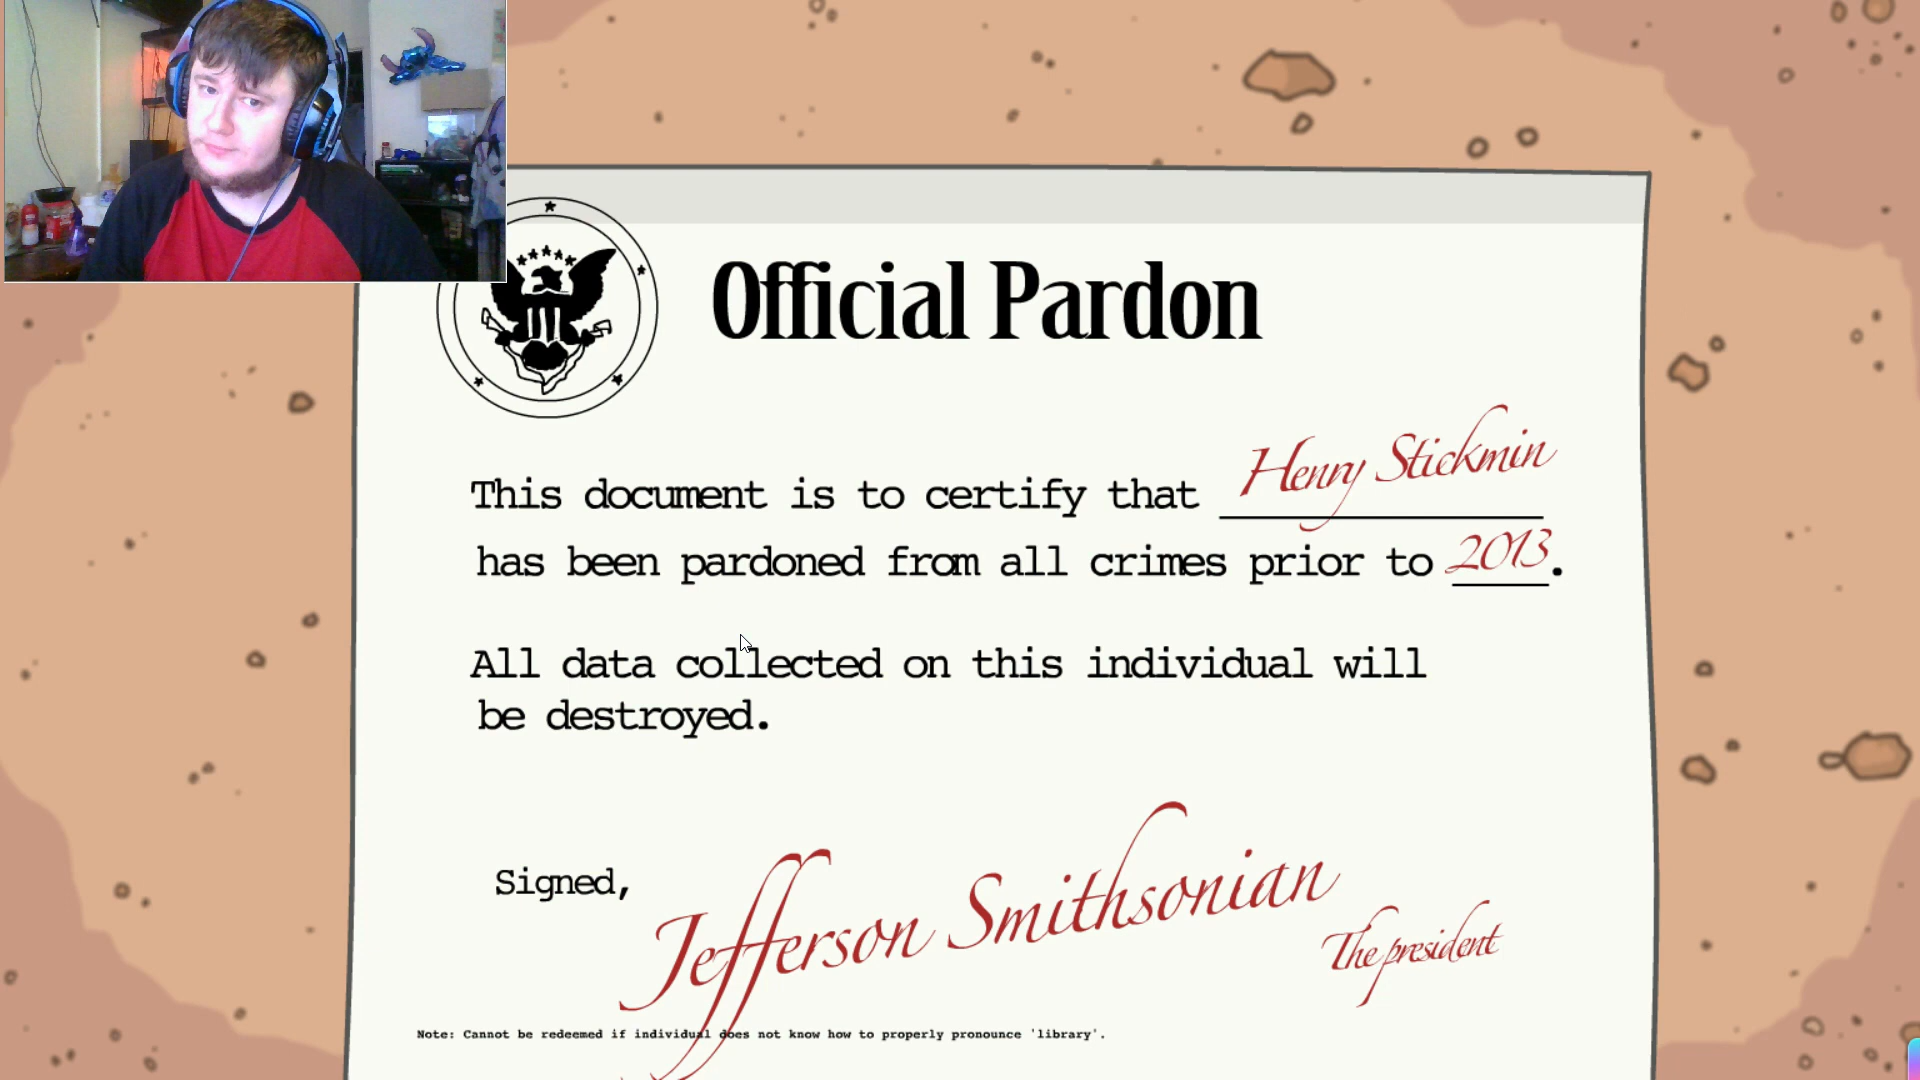 Official Pardon
This document is to certify that Henry Stickmin
has been pardoned from all crimes prior to 2013.
All data collected on this individual will
be destroyed.
Signed,
Jefferson Smithsonian
The president
Note: Cannot be redeemed if individual does not know how to properly pronounce 'library'.